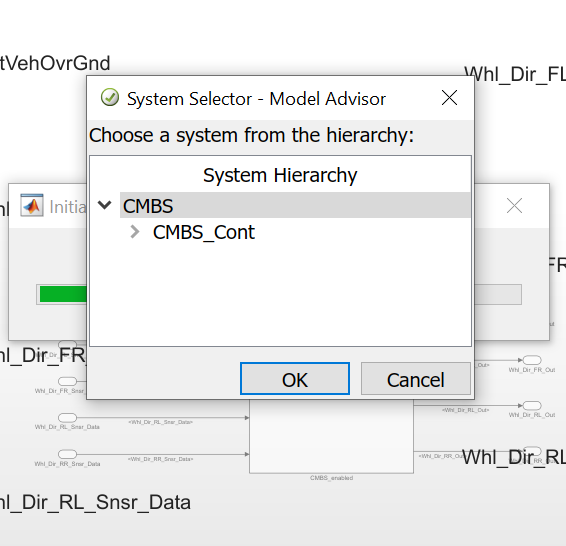 tVehOvrGnd
Whl_Dir_FL
System Selector - Model Advisor
Choose a system from the hierarchy:
System Hierarchy
Initia
CMBS
CMBS_Cont
FR
hl_Dir_FR
Whl_Dir_FR_Out
Whl_Dir_FR_Snsr_Data
OK
Cancel
<Whl_Dir_RL_Out>
Whl_Dir_RL_Out
Whl_Dir_RL_Snsr_Data
<Whl_Dir_RL_Snsr_Data>
Whl_Dir_RR_Snsr_Data
<Whl_Dir_RR_Snsr_Data>
<Whl_Dir_RR_Out>
Whl_Dir_RL
CMBS_enabled
hl_Dir_RL_Snsr_Data